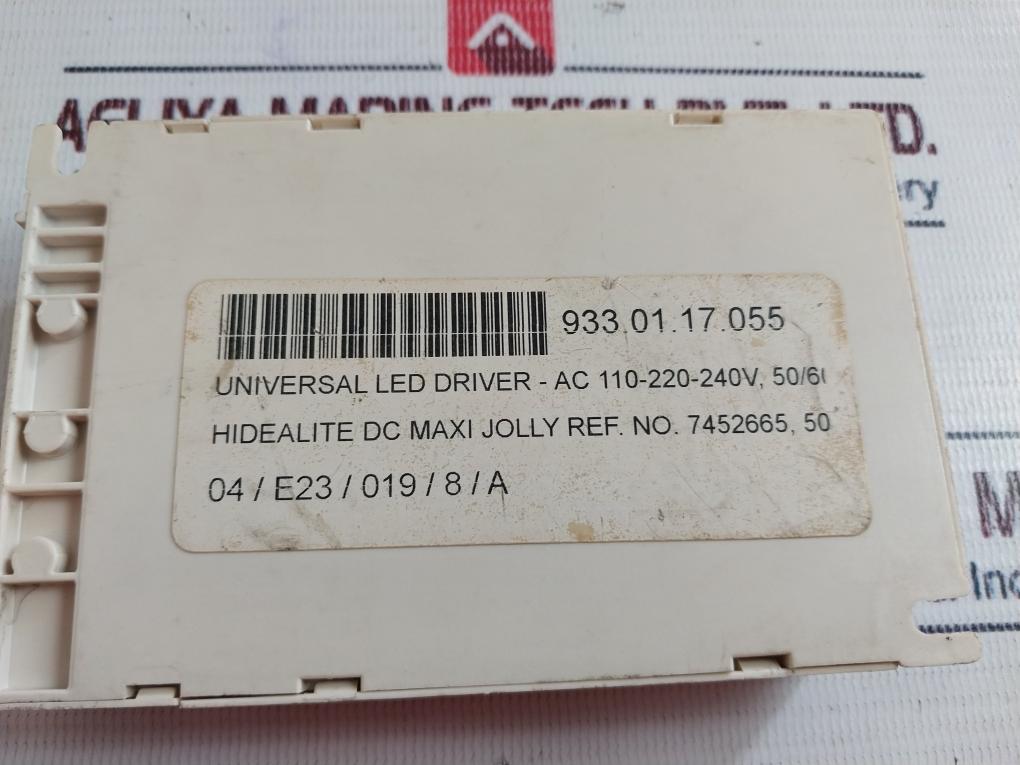 LTD.
933.01.17.055
UNIVERSAL LED DRIVER - AC 110-220-240V, 50/6
HIDEALITE DC MAXI JOLLY REF. NO. 7452665, 50
04 / E23 / 019 / 8 / A
M